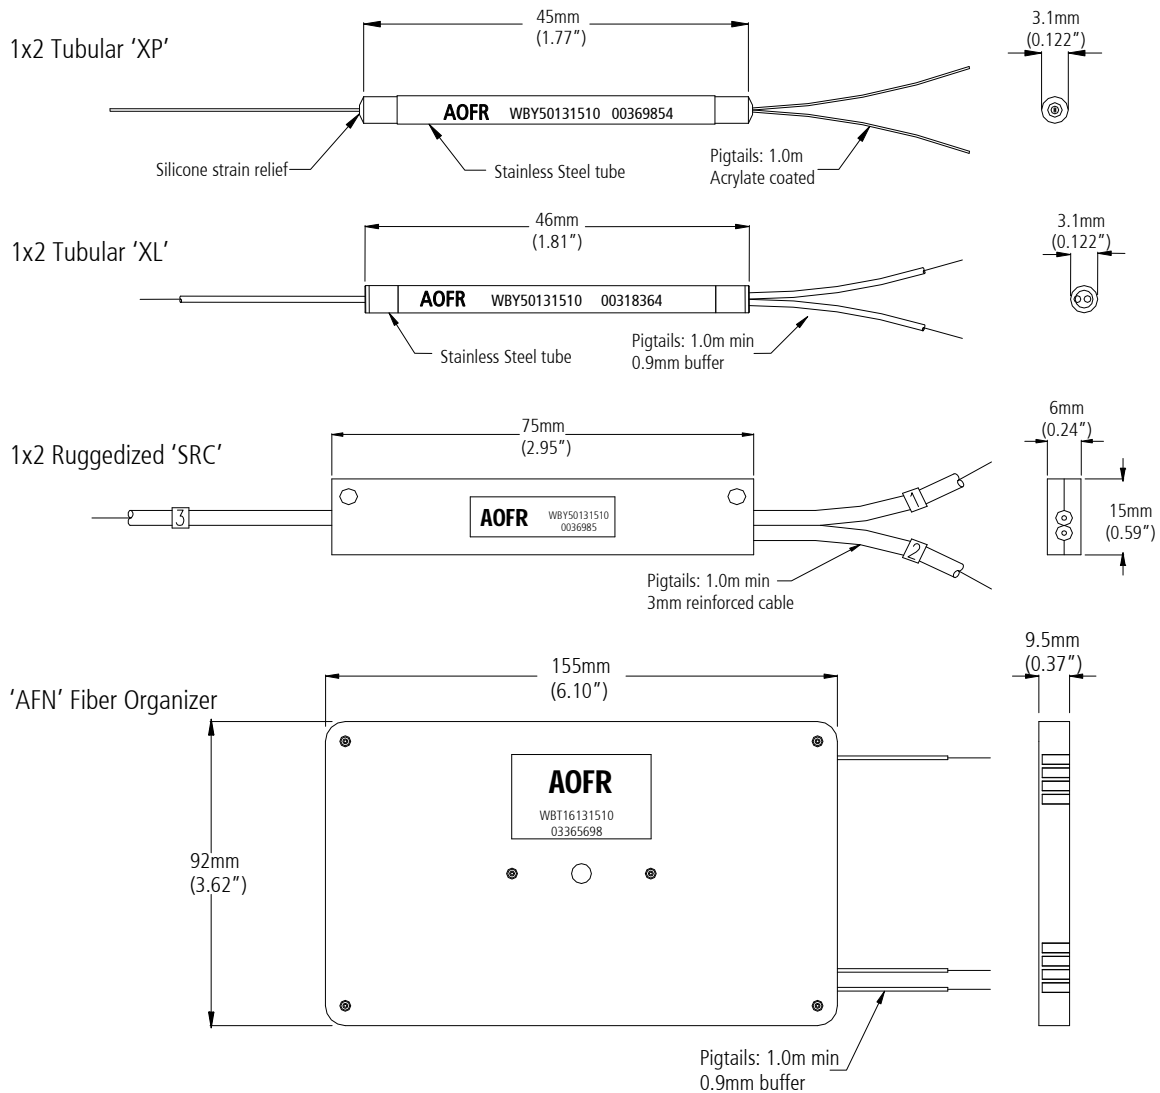 1x2 Tubular ‘XP’
45mm
(1.77”)
3.1mm
(0.122”)
AOFR WBY50131510 00369854
Silicone strain relief
Stainless Steel tube
Pigtails: 1.0m
Acrylate coated
1x2 Tubular ‘XL’
46mm
(1.81”)
3.1mm
(0.122”)
AOFR WBY50131510 00318364
Stainless Steel tube
Pigtails: 1.0m min
0.9mm buffer
1x2 Ruggedized ‘SRC’
75mm
(2.95”)
6mm
(0.24”)
3
AOFR
WBY50131510
0036985
1
2
15mm
(0.59”)
Pigtails: 1.0m min
3mm reinforced cable
‘AFN’ Fiber Organizer
155mm
(6.10”)
9.5mm
(0.37”)
AOFR
WBT16131510
03365698
92mm
(3.62”)
Pigtails: 1.0m min
0.9mm buffer